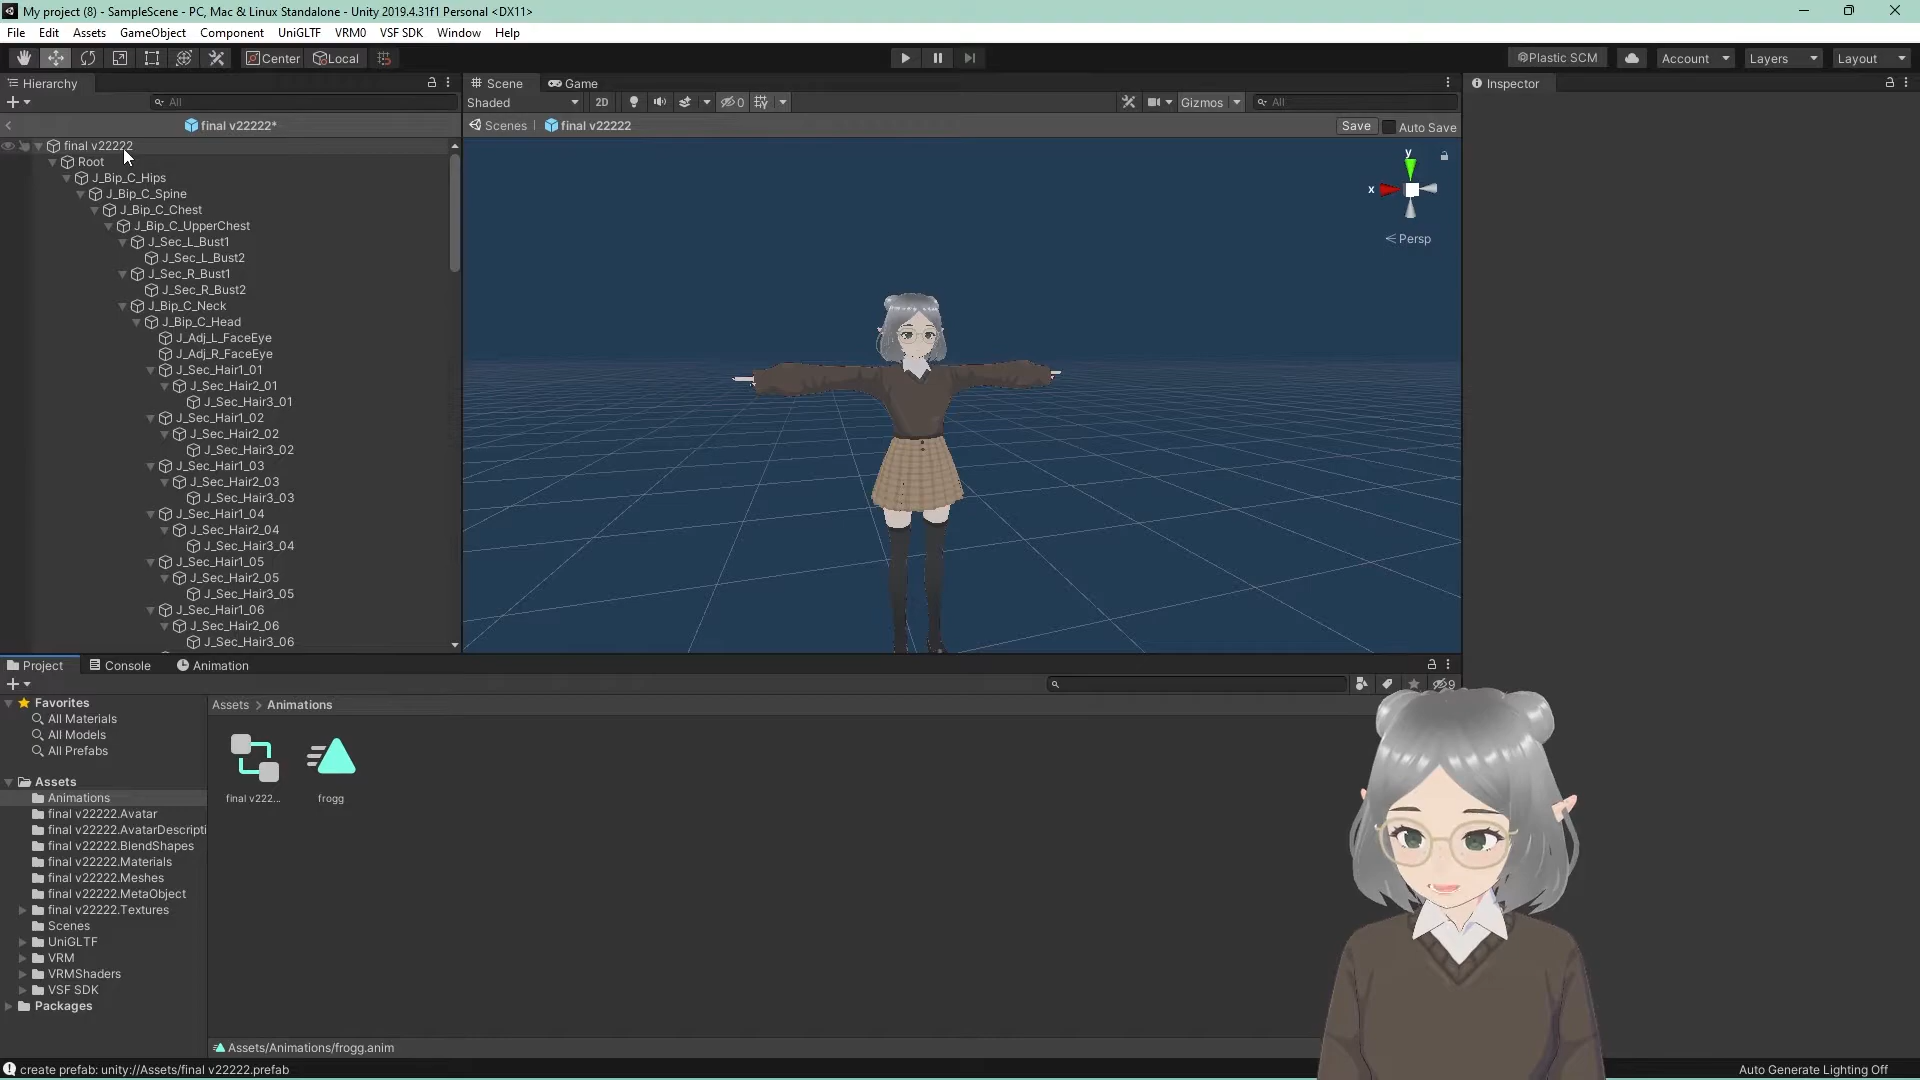 My project (8) - SampleScene - PC, Mac & Linux Standalone - Unity 2019.4.31f1 Personal <DX11>
File Edit Assets GameObject Component UniGLTF VRM0 VSF SDK Window Help
Center Local Plastic SCM Account Layers Layout
Hierarchy
All
final v22222*
final v22222
Root
J_Bip_C_Hips
J_Bip_C_Spine
J_Bip_C_Chest
J_Bip_C_UpperChest
J_Sec_L_Bust1
J_Sec_L_Bust2
J_Sec_R_Bust1
J_Sec_R_Bust2
J_Bip_C_Neck
J_Bip_C_Head
J_Adj_L_FaceEye
J_Adj_R_FaceEye
J_Sec_Hair1_01
J_Sec_Hair2_01
J_Sec_Hair3_01
J_Sec_Hair1_02
J_Sec_Hair2_02
J_Sec_Hair3_02
J_Sec_Hair1_03
J_Sec_Hair2_03
J_Sec_Hair3_03
J_Sec_Hair1_04
J_Sec_Hair2_04
J_Sec_Hair3_04
J_Sec_Hair1_05
J_Sec_Hair2_05
J_Sec_Hair3_05
J_Sec_Hair1_06
J_Sec_Hair2_06
J_Sec_Hair3_06
Scene Game
Shaded 2D 0 Gizmos All
Scenes final v22222 Save Auto Save
y
x
Persp
Inspector
Project Console Animation
9
Favorites
All Materials
All Models
All Prefabs
Assets
Animations
final v22222.Avatar
final v22222.AvatarDescripti
final v22222.BlendShapes
final v22222.Materials
final v22222.Meshes
final v22222.MetaObject
final v22222.Textures
Scenes
UniGLTF
VRM
VRMShaders
VSF SDK
Packages
Assets > Animations
final v222... frogg
Assets/Animations/frogg.anim
create prefab: unity://Assets/final v22222.prefab
Auto Generate Lighting Off